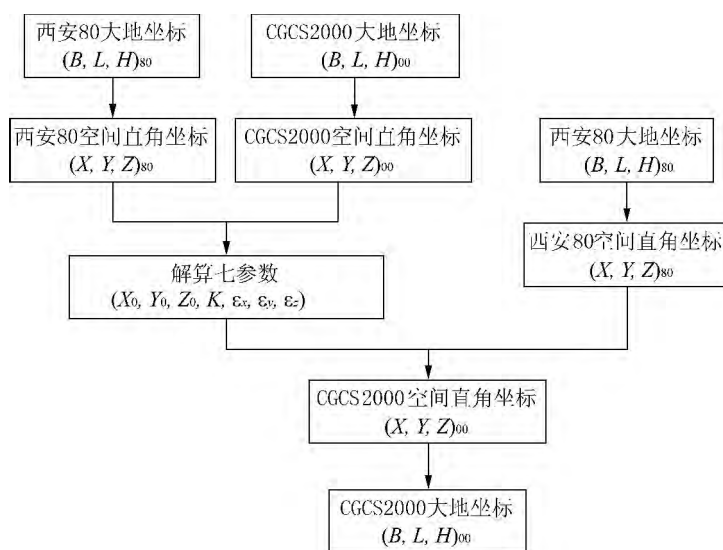 西安80大地坐标
(B, L, H)80
CGCS2000大地坐标
(B, L, H)00
西安80空间直角坐标
(X, Y, Z)80
CGCS2000空间直角坐标
(X, Y, Z)00
西安80大地坐标
(B, L, H)80
西安80空间直角坐标
(X, Y, Z)80
解算七参数
(X0, Y0, Z0, K, εx, εy, εz)
CGCS2000空间直角坐标
(X, Y, Z)00
CGCS2000大地坐标
(B, L, H)00